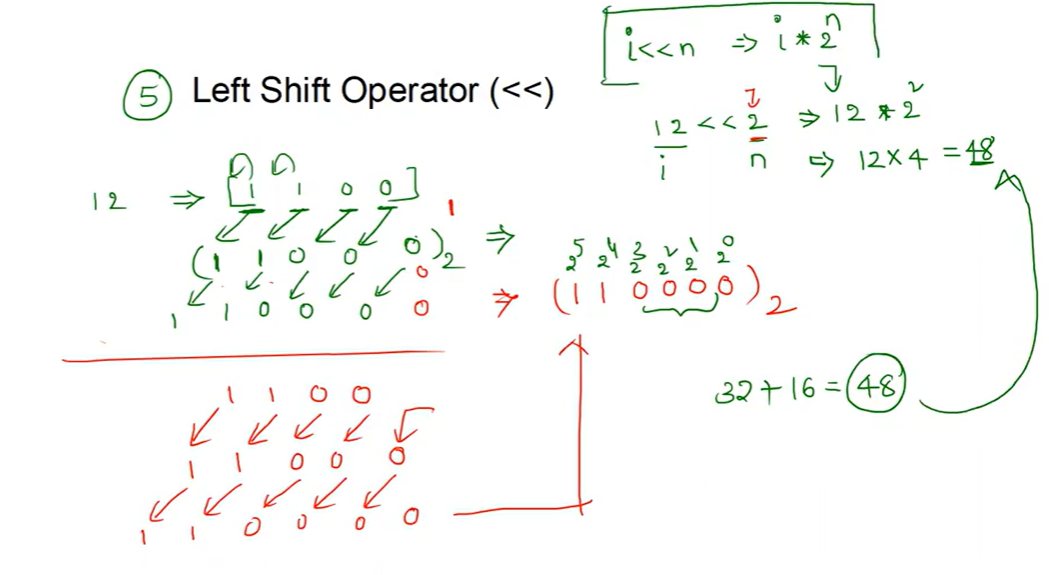 i<<n ⇒ i * 2^n
5 Left Shift Operator (<<)
12 << 2 ⇒ 12 * 2^2
i n ⇒ 12 x 4 = 48
12 ⇒ [1 1 0 0]
1
(1 1 0 0 0)2 ⇒
2^5 2^4 2^3 2^2 2^1 2^0
0
1 1 0 0 0 0 ⇒ (1 1 0 0 0 0)2
32 + 16 = 48
1 1 0 0
1 1 0 0 0
1 1 0 0 0 0